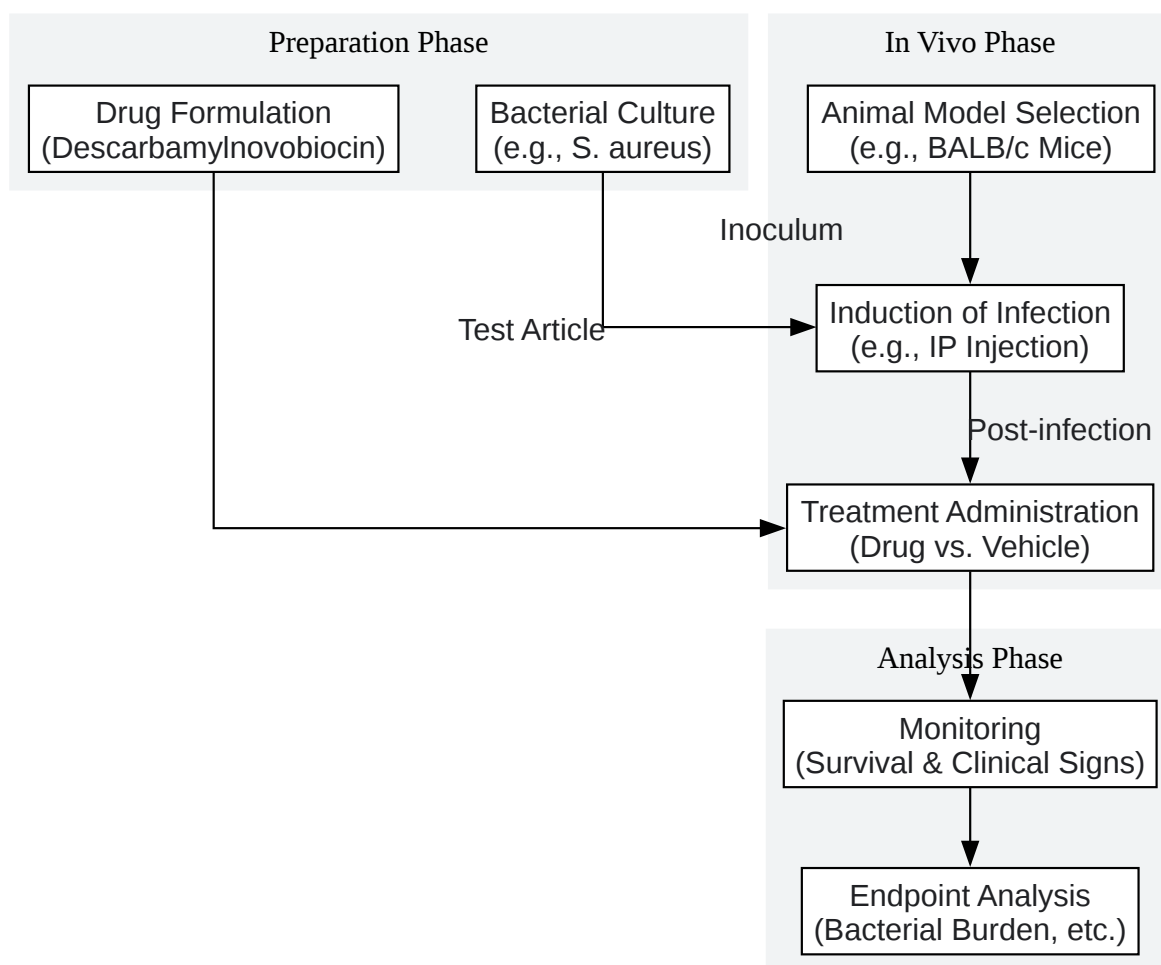 Preparation Phase
Drug Formulation
(Descarbamylnovobiocin)
Bacterial Culture
(e.g., S. aureus)
In Vivo Phase
Animal Model Selection
(e.g., BALB/c Mice)
Inoculum
Induction of Infection
(e.g., IP Injection)
Test Article
Post-infection
Treatment Administration
(Drug vs. Vehicle)
Analysis Phase
Monitoring
(Survival & Clinical Signs)
Endpoint Analysis
(Bacterial Burden, etc.)